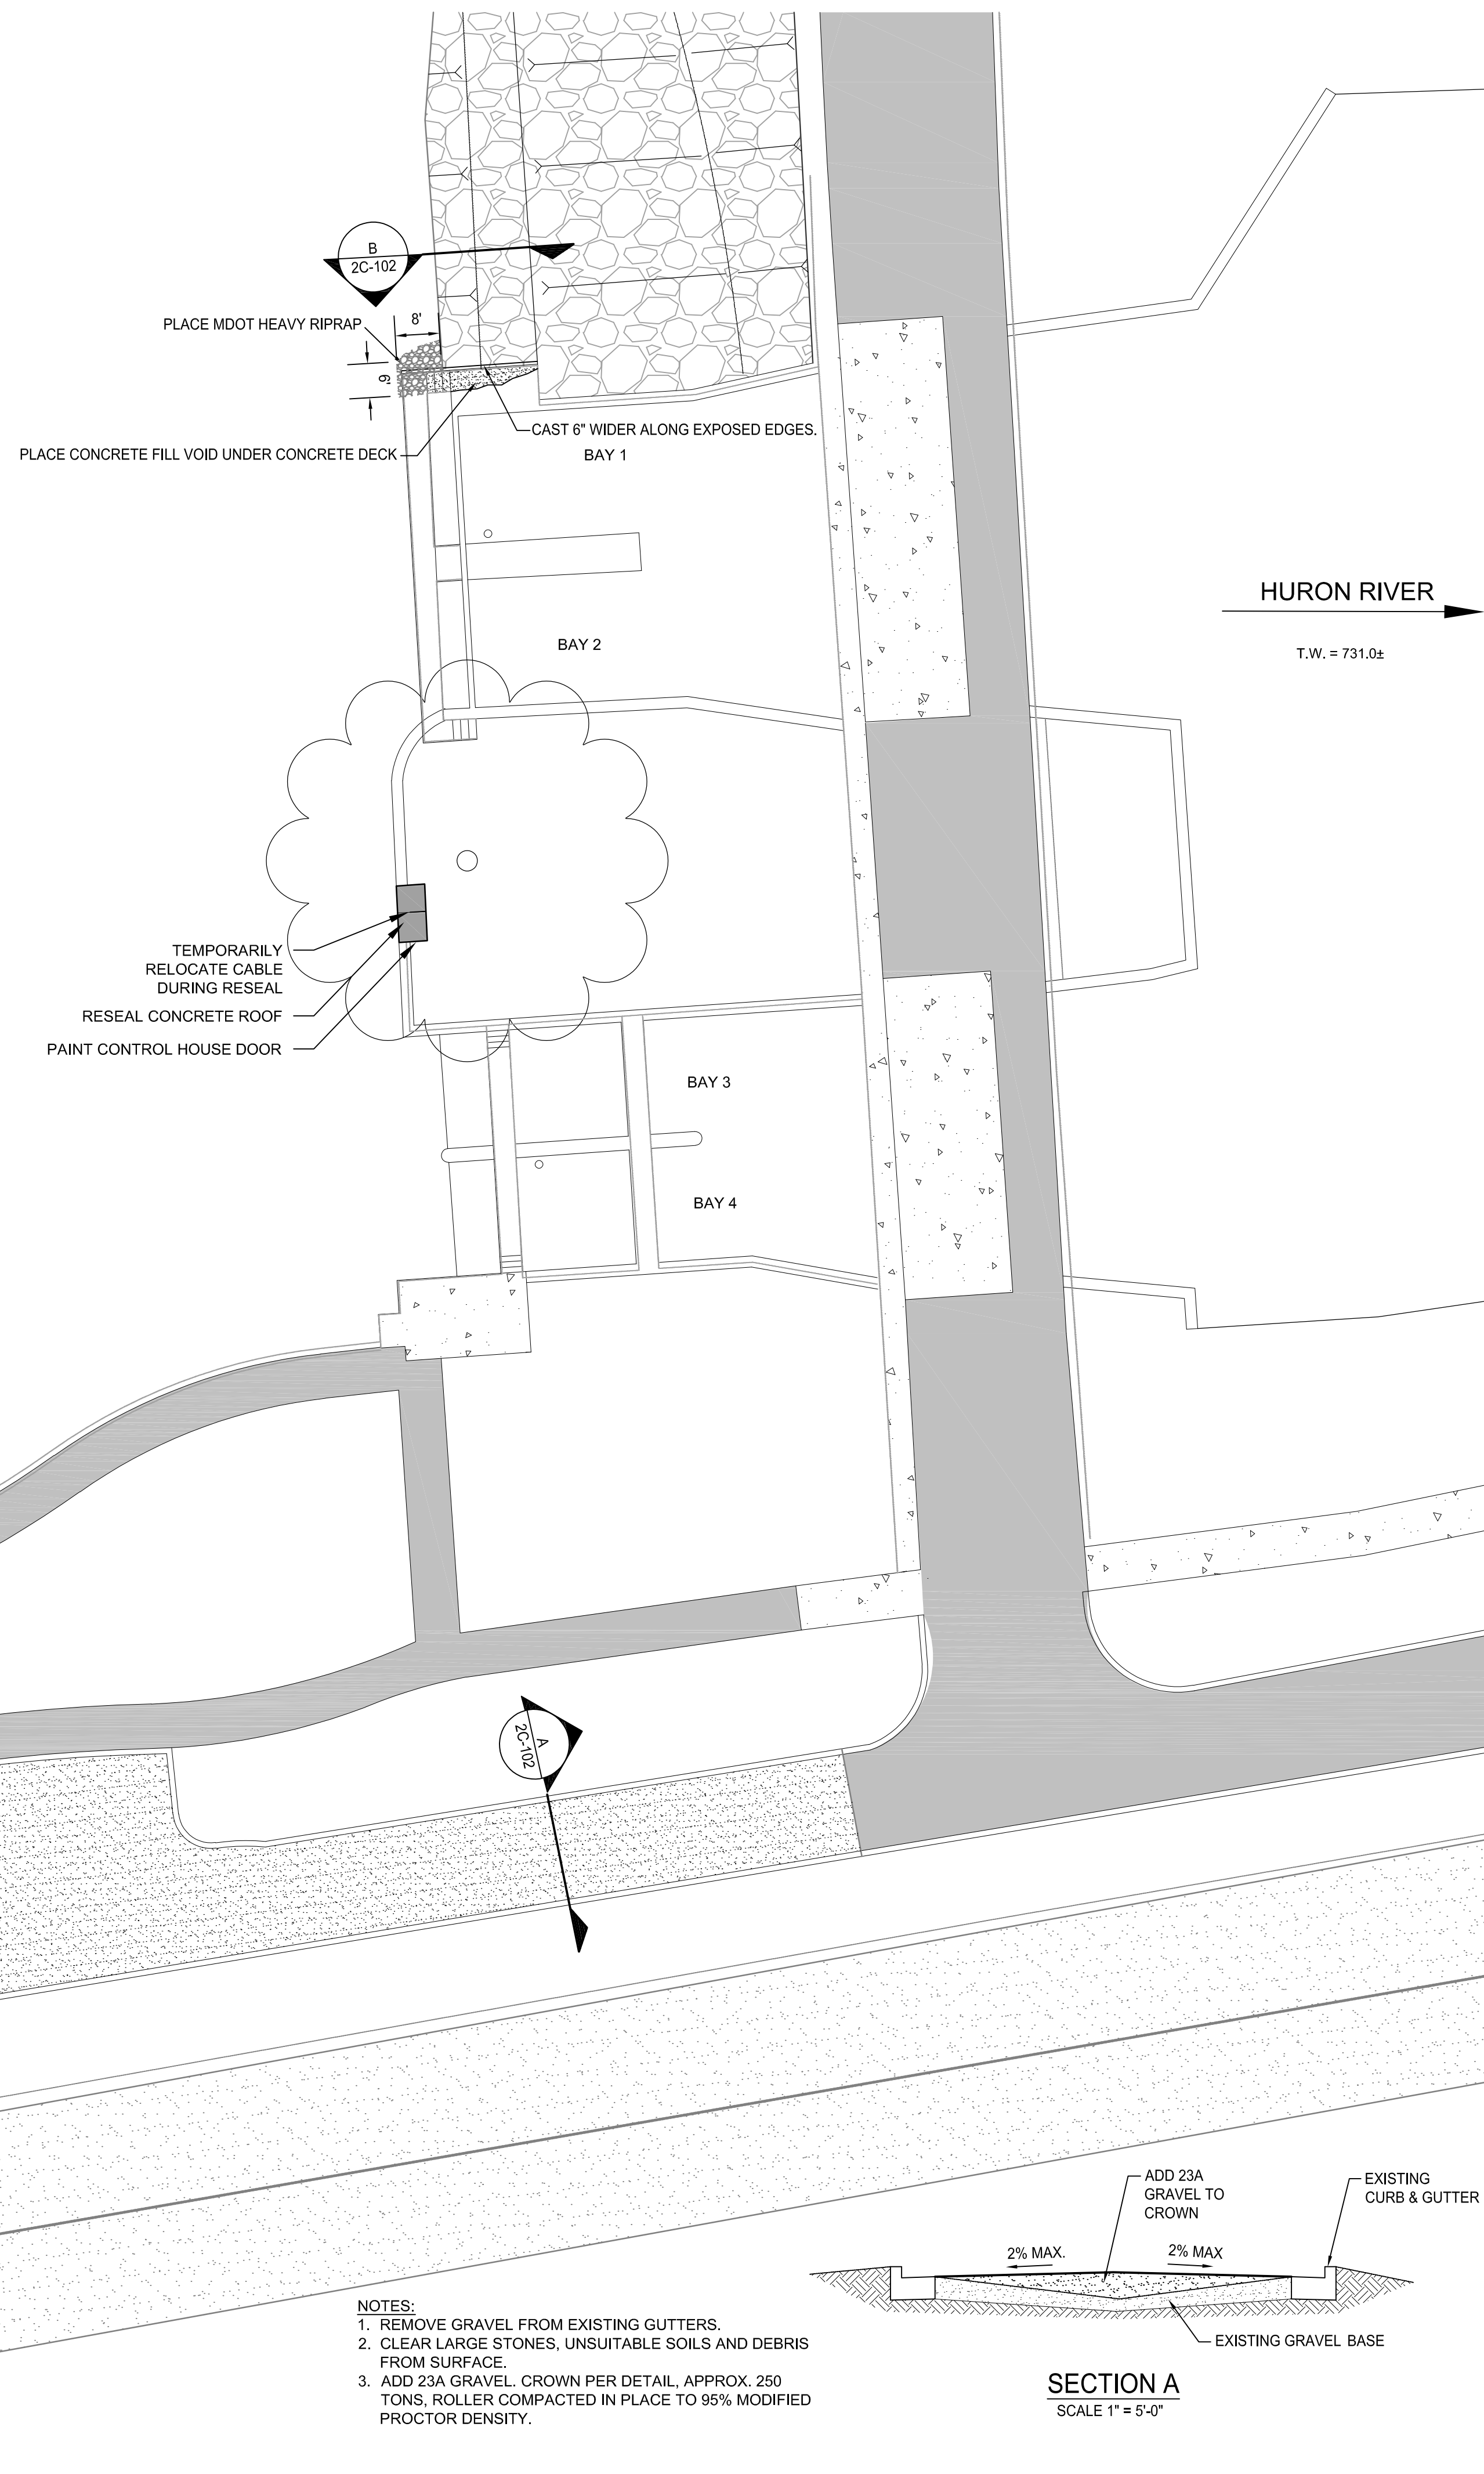 B
2C-102
PLACE MDOT HEAVY RIPRAP
8'
6'
CAST 6" WIDER ALONG EXPOSED EDGES.
PLACE CONCRETE FILL VOID UNDER CONCRETE DECK
BAY 1
HURON RIVER
T.W. = 731.0±
BAY 2
TEMPORARILY
RELOCATE CABLE
DURING RESEAL
RESEAL CONCRETE ROOF
PAINT CONTROL HOUSE DOOR
BAY 3
BAY 4
A
2C-102
ADD 23A
GRAVEL TO
CROWN
EXISTING
CURB & GUTTER
2% MAX.
2% MAX
EXISTING GRAVEL BASE
SECTION A
SCALE 1" = 5'-0"
NOTES:
1. REMOVE GRAVEL FROM EXISTING GUTTERS.
2. CLEAR LARGE STONES, UNSUITABLE SOILS AND DEBRIS
FROM SURFACE.
3. ADD 23A GRAVEL. CROWN PER DETAIL, APPROX. 250
TONS, ROLLER COMPACTED IN PLACE TO 95% MODIFIED
PROCTOR DENSITY.